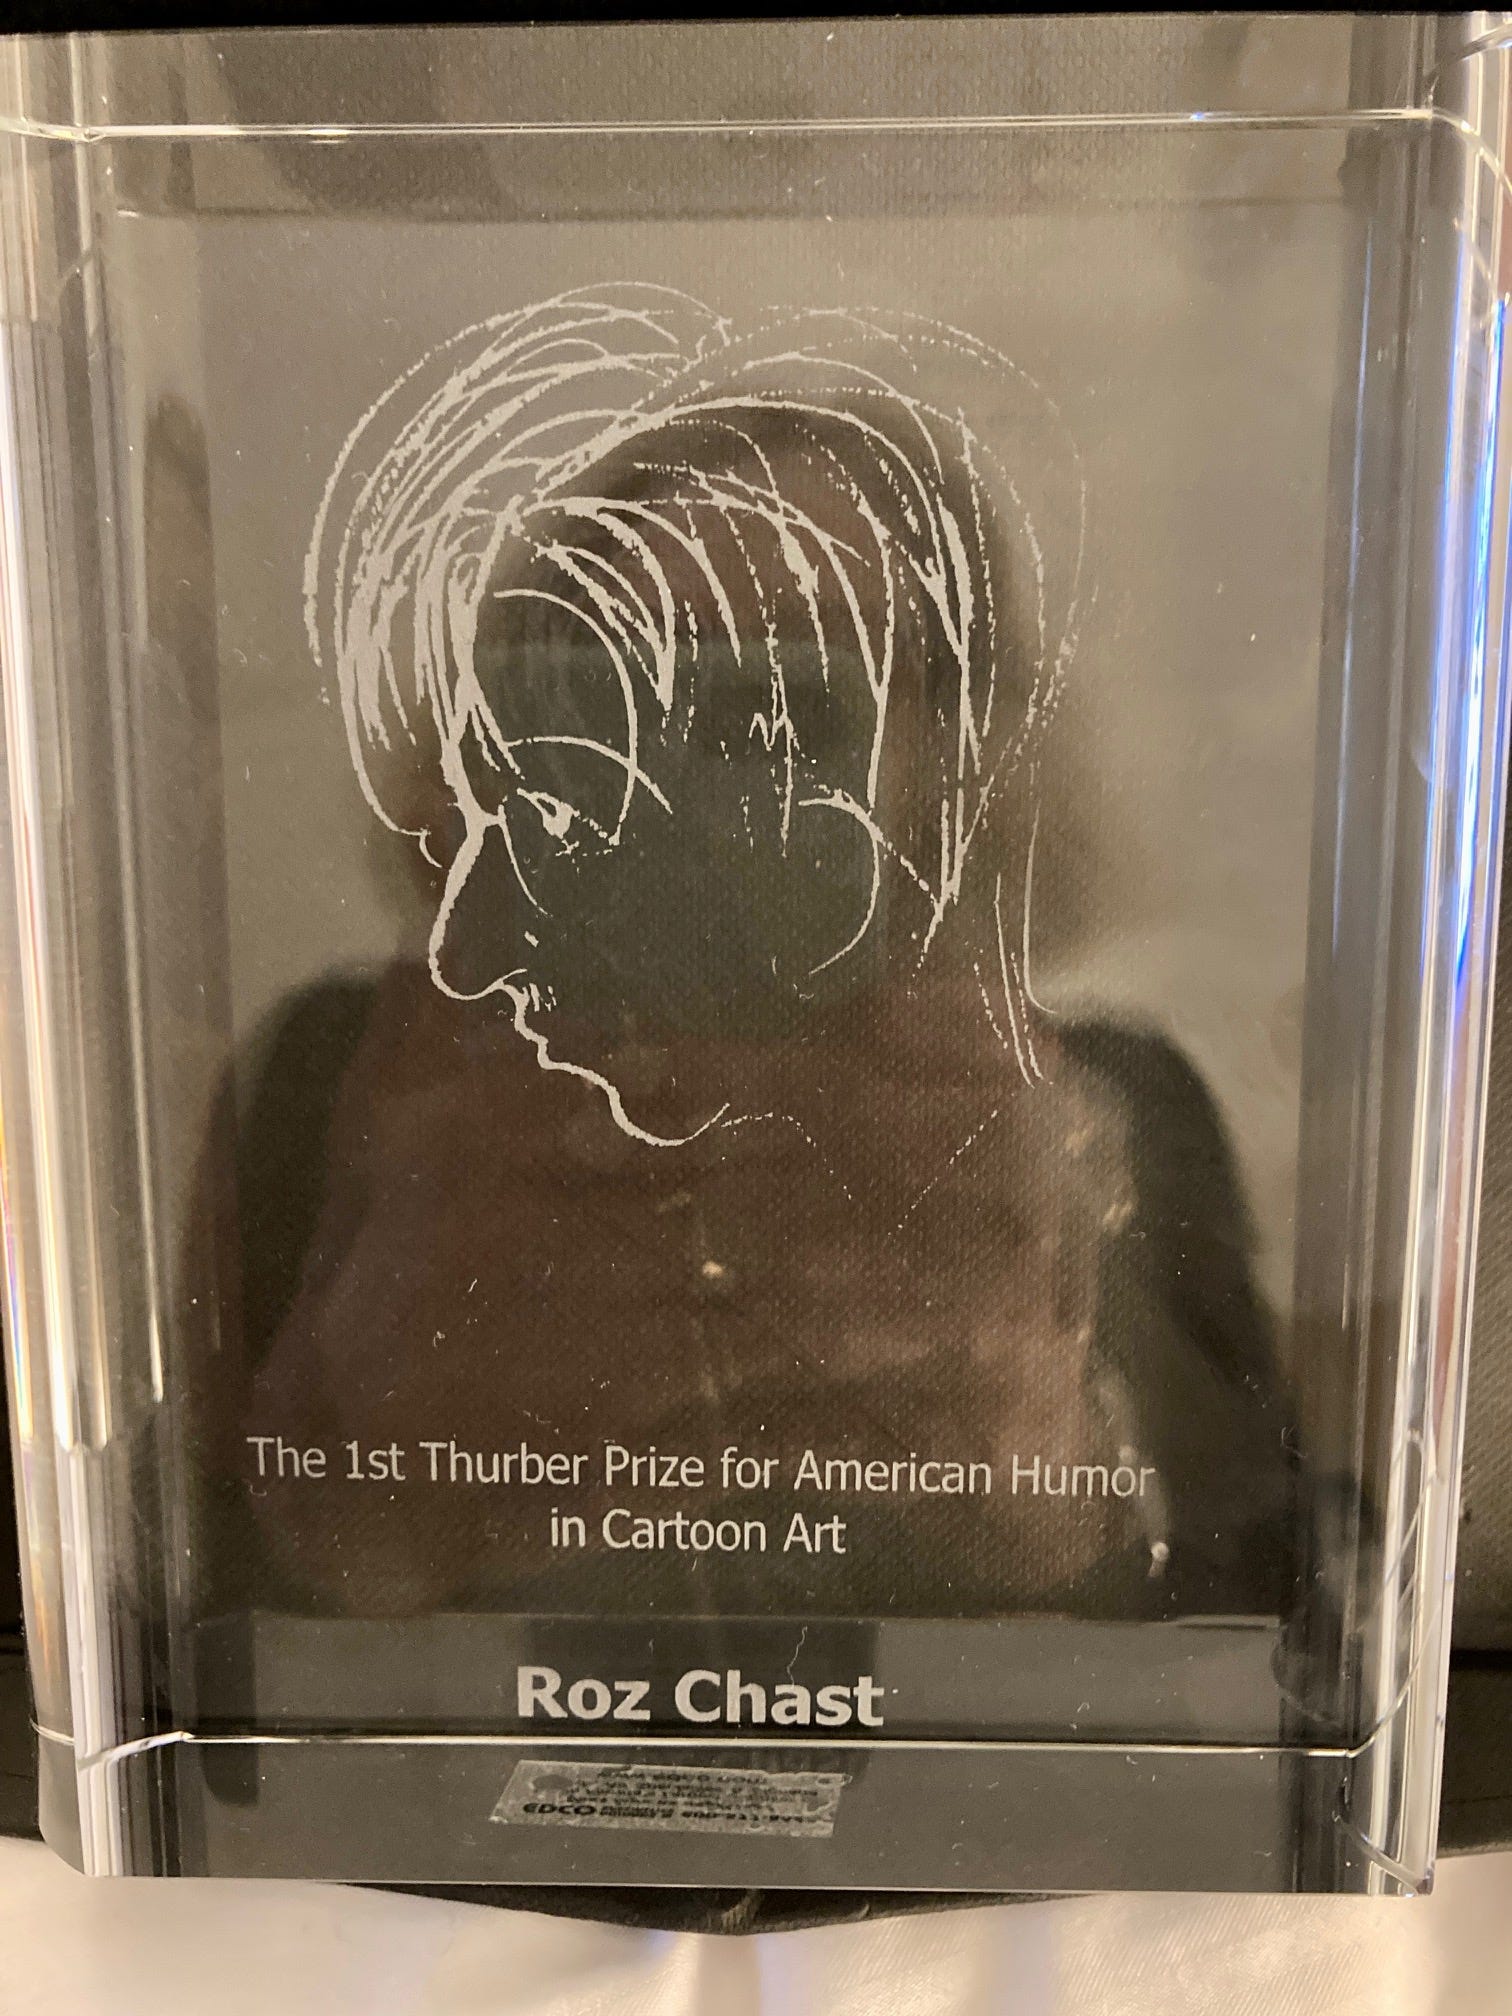 The 1st Thurber Prize for American Humor
in Cartoon Art
Roz Chast
EDCO